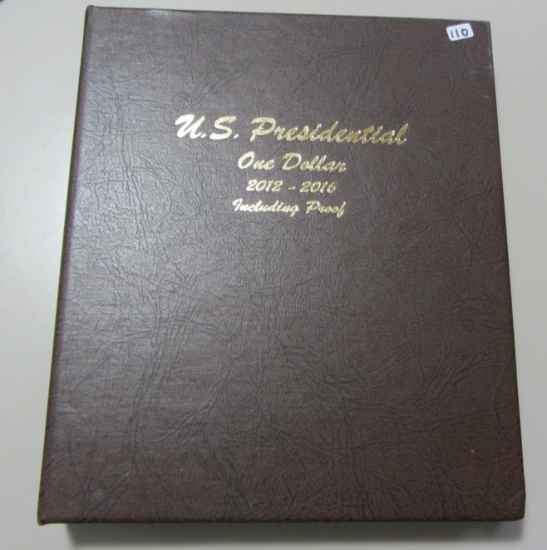 110
U.S. Presidential
One Dollar
2012 - 2016
Including Proof